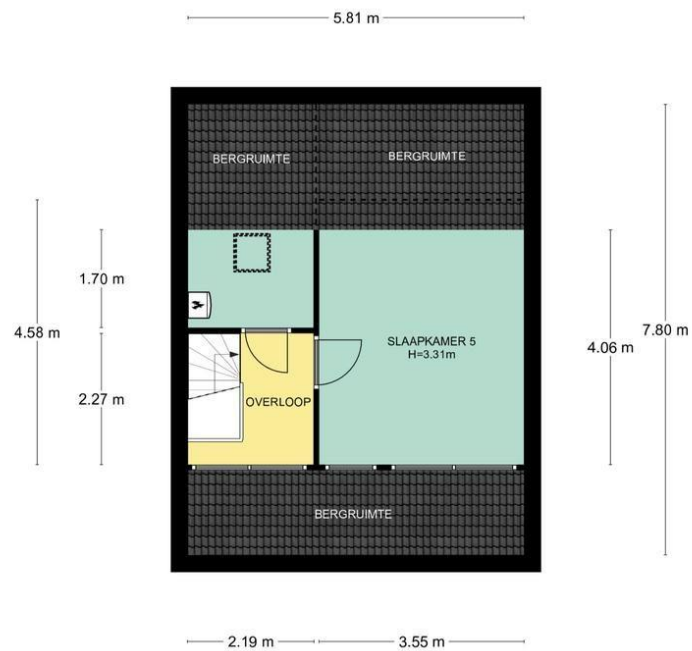 5.81 m
BERGRUIMTE
BERGRUIMTE
1.70 m
4.58 m
7.80 m
SLAAPKAMER 5
H=3.31m
4.06 m
2.27 m
OVERLOOP
BERGRUIMTE
2.19 m
3.55 m